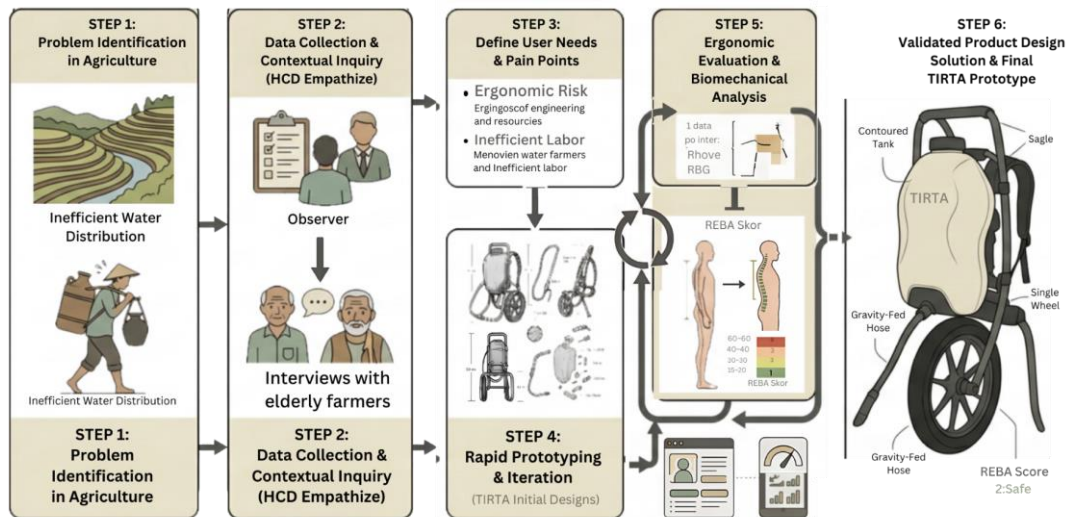 STEP 1:
Problem Identification
in Agriculture
Inefficient Water
Distribution
Inefficient Water Distribution
STEP 1:
Problem
Identification
in Agriculture
STEP 2:
Data Collection &
Contextual Inquiry
(HCD Empathize)
Observer
Interviews with
elderly farmers
STEP 2:
Data Collection &
Contextual Inquiry
(HCD Empathize)
STEP 3:
Define User Needs
& Pain Points
• Ergonomic Risk
Ergingoscof engineering
and resourcies
• Inefficient Labor
Menovien water farmers
and Inefficient labor
STEP 4:
Rapid Prototyping
& Iteration
(TIRTA Initial Designs)
STEP 5:
Ergonomic
Evaluation &
Biomechanical
Analysis
1 data
po inter:
Rhove
RBG
REBA Skor
60-60
40-40
30-30
15-20
1
REBA Skor
STEP 6:
Validated Product Design
Solution & Final
TIRTA Prototype
Contoured
Tank
Sagle
TIRTA
Single
Wheel
Gravity-Fed
Hose
Gravity-Fed
Hose
REBA Score
2:Safe